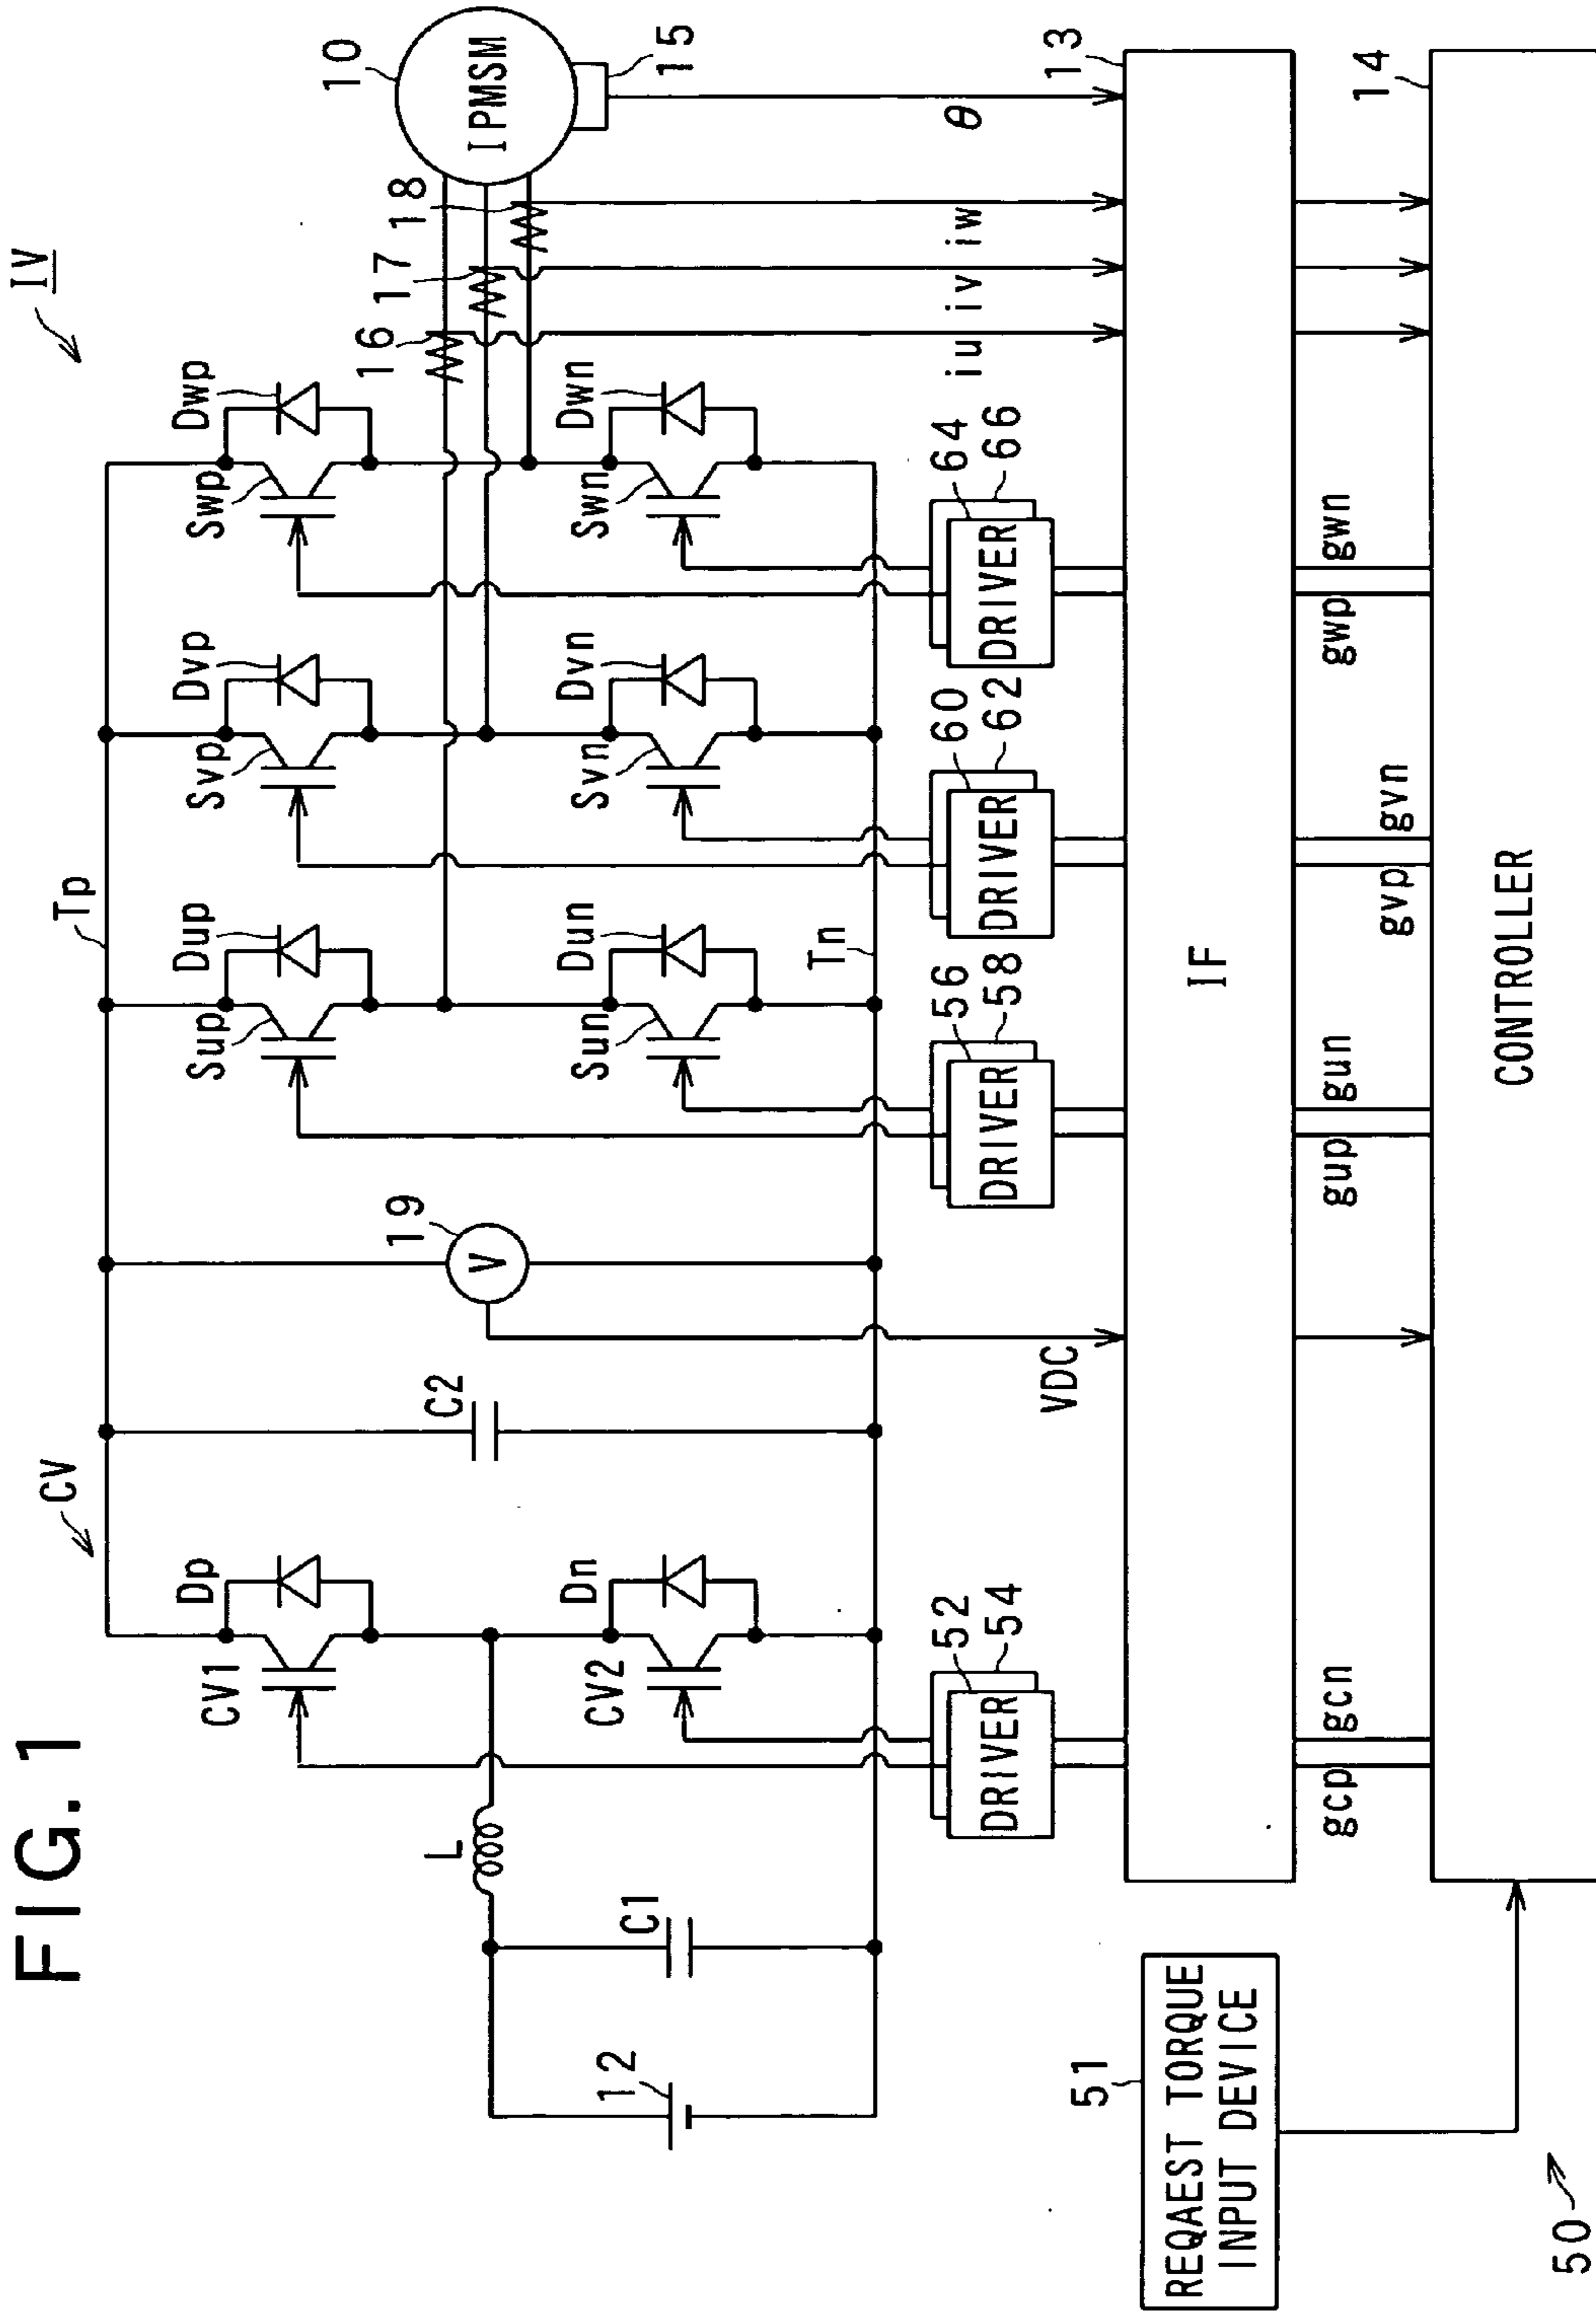 FIG. 1
CV
Tp
IV
CV1
Dp
Sup
Dup
Svp
Dvp
Swp
Dwp
10
IPMSM
15
L
C2
19
V
16
17
18
12
C1
CV2
Dn
Sun
Dun
Svn
Dvn
Swn
Dwn
Tn
VDC
iu
iv
iw
θ
52
54
DRIVER
56
58
DRIVER
60
62
DRIVER
64
66
DRIVER
13
IF
gcp
gcn
gup
gun
gvp
gvn
gwp
gwn
14
CONTROLLER
51
REQAEST TORQUE
INPUT DEVICE
50